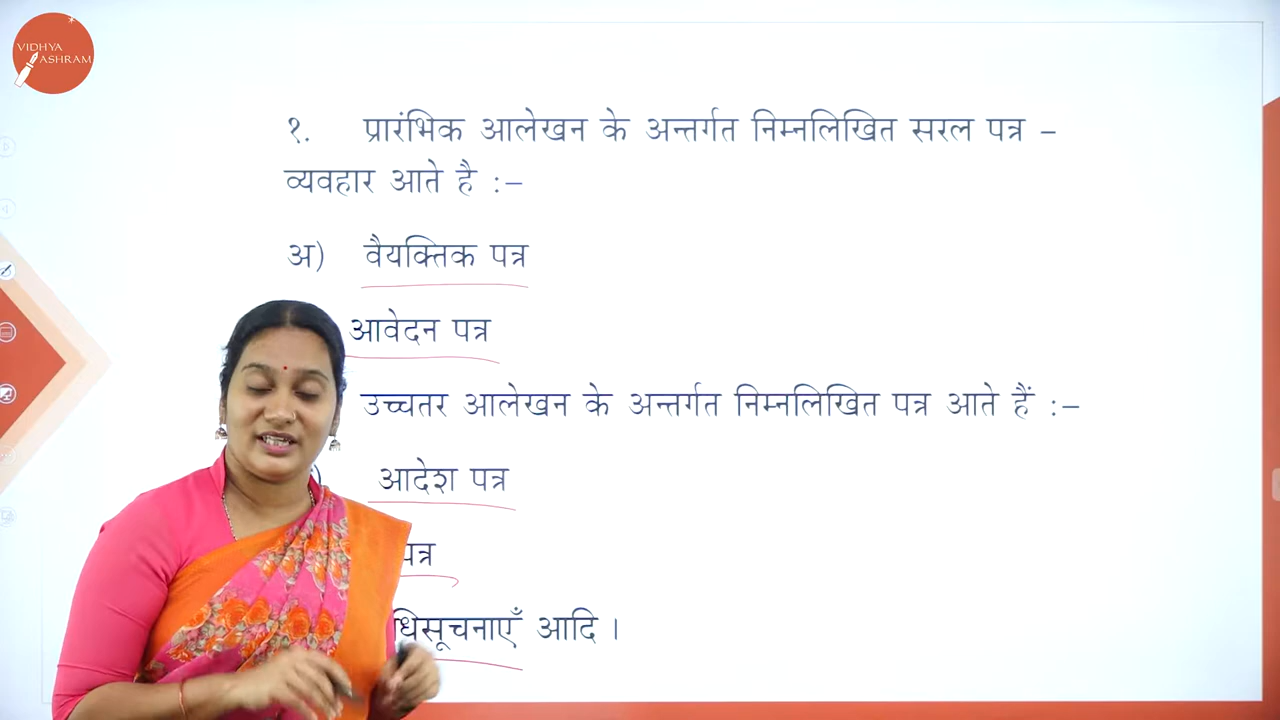 VIDHYA
ASHRAM
१. प्रारंभिक आलेखन के अन्तर्गत निम्नलिखित सरल पत्र –
व्यवहार आते है :–
अ) वैयक्तिक पत्र
आवेदन पत्र
उच्चतर आलेखन के अन्तर्गत निम्नलिखित पत्र आते हैं :–
) आदेश पत्र
पत्र
धिसूचनाएँ आदि ।